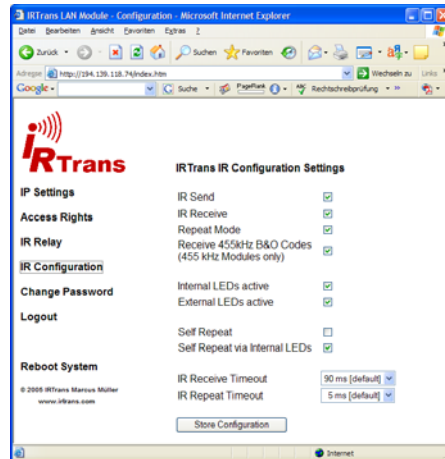 IRTrans LAN Module - Configuration - Microsoft Internet Explorer
Datei Bearbeiten Ansicht Favoriten Extras ?
Zurück Suchen Favoriten
Adresse http://194.139.118.74/index.htm Wechseln zu Links
Google Suche PageRank ABC Rechtschreibprüfung
IRTrans
IRTrans IR Configuration Settings
IP Settings
Access Rights
IR Relay
IR Configuration
Change Password
Logout
Reboot System
© 2005 IRTrans Marcus Müller
www.irtrans.com
IR Send
IR Receive
Repeat Mode
Receive 455kHz B&O Codes
(455 kHz Modules only)
Internal LEDs active
External LEDs active
Self Repeat
Self Repeat via Internal LEDs
IR Receive Timeout 90 ms [default]
IR Repeat Timeout 5 ms [default]
Store Configuration
Internet